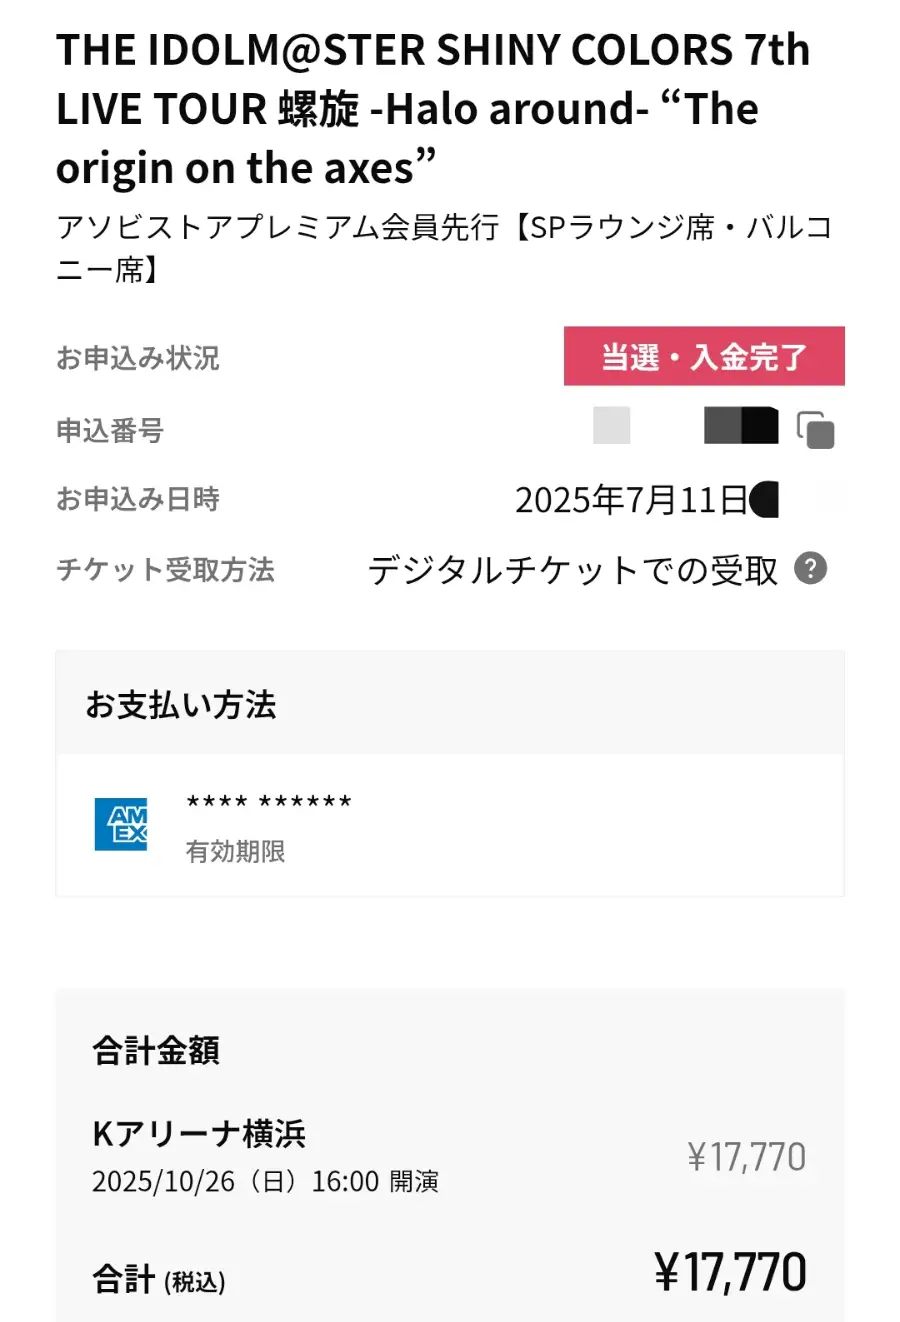 THE IDOLM@STER SHINY COLORS 7th
LIVE TOUR 螺旋 -Halo around- “The
origin on the axes”
アソビストアプレミアム会員先行【SPラウンジ席・バルコ
ニー席】
お申込み状況
当選・入金完了
申込番号
お申込み日時
2025年7月11日
チケット受取方法
デジタルチケットでの受取 ?
お支払い方法
AMEX
**** ******
有効期限
合計金額
Kアリーナ横浜
2025/10/26（日）16:00 開演
¥17,770
合計 (税込)
¥17,770